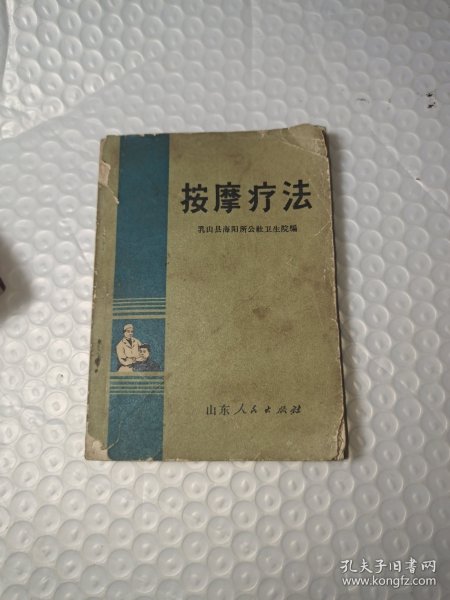 按摩疗法
乳山县海阳所公社卫生院编
山东人民出版社
孔夫子旧书网
www.kongfz.com